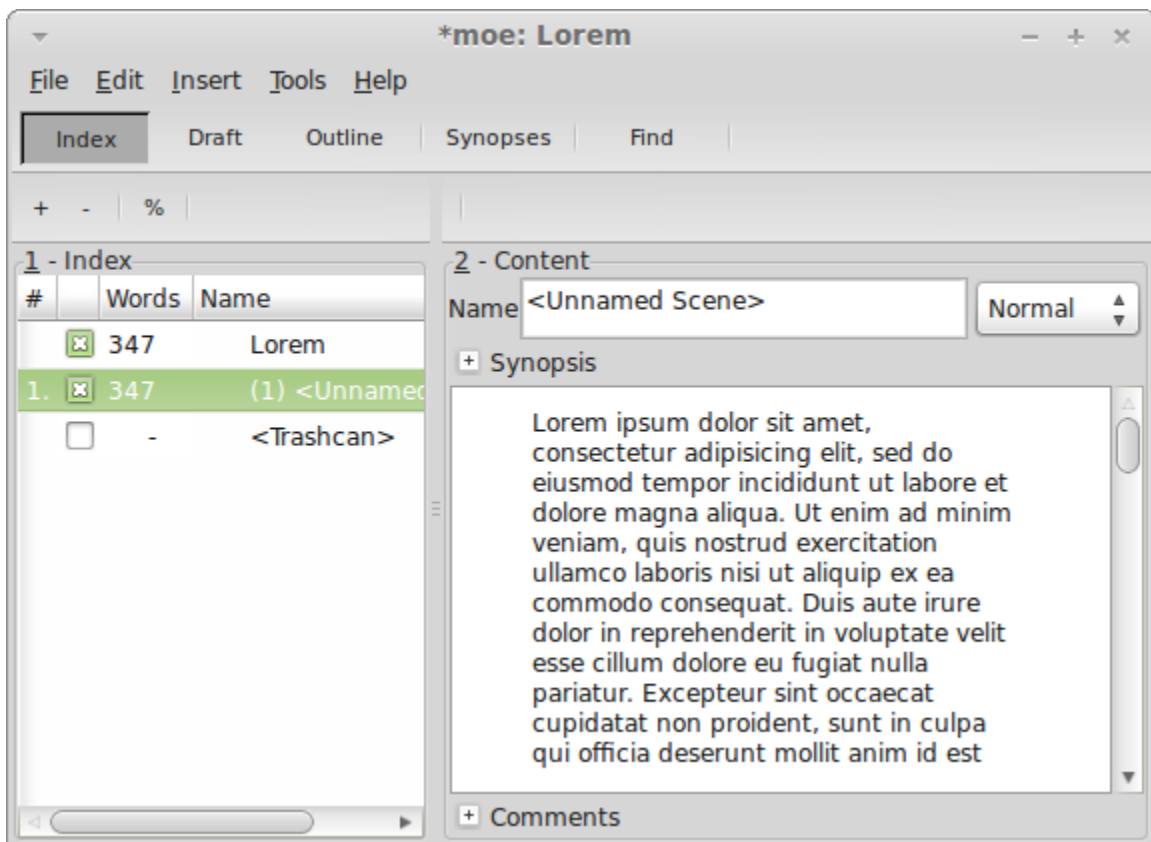 *moe: Lorem
File Edit Insert Tools Help
Index Draft Outline Synopses Find
+ - %
1 - Index
# Words Name
347 Lorem
1. 347 (1) <Unnamed
- <Trashcan>
2 - Content
Name <Unnamed Scene> Normal
+ Synopsis
Lorem ipsum dolor sit amet,
consectetur adipisicing elit, sed do
eiusmod tempor incididunt ut labore et
dolore magna aliqua. Ut enim ad minim
veniam, quis nostrud exercitation
ullamco laboris nisi ut aliquip ex ea
commodo consequat. Duis aute irure
dolor in reprehenderit in voluptate velit
esse cillum dolore eu fugiat nulla
pariatur. Excepteur sint occaecat
cupidatat non proident, sunt in culpa
qui officia deserunt mollit anim id est
+ Comments